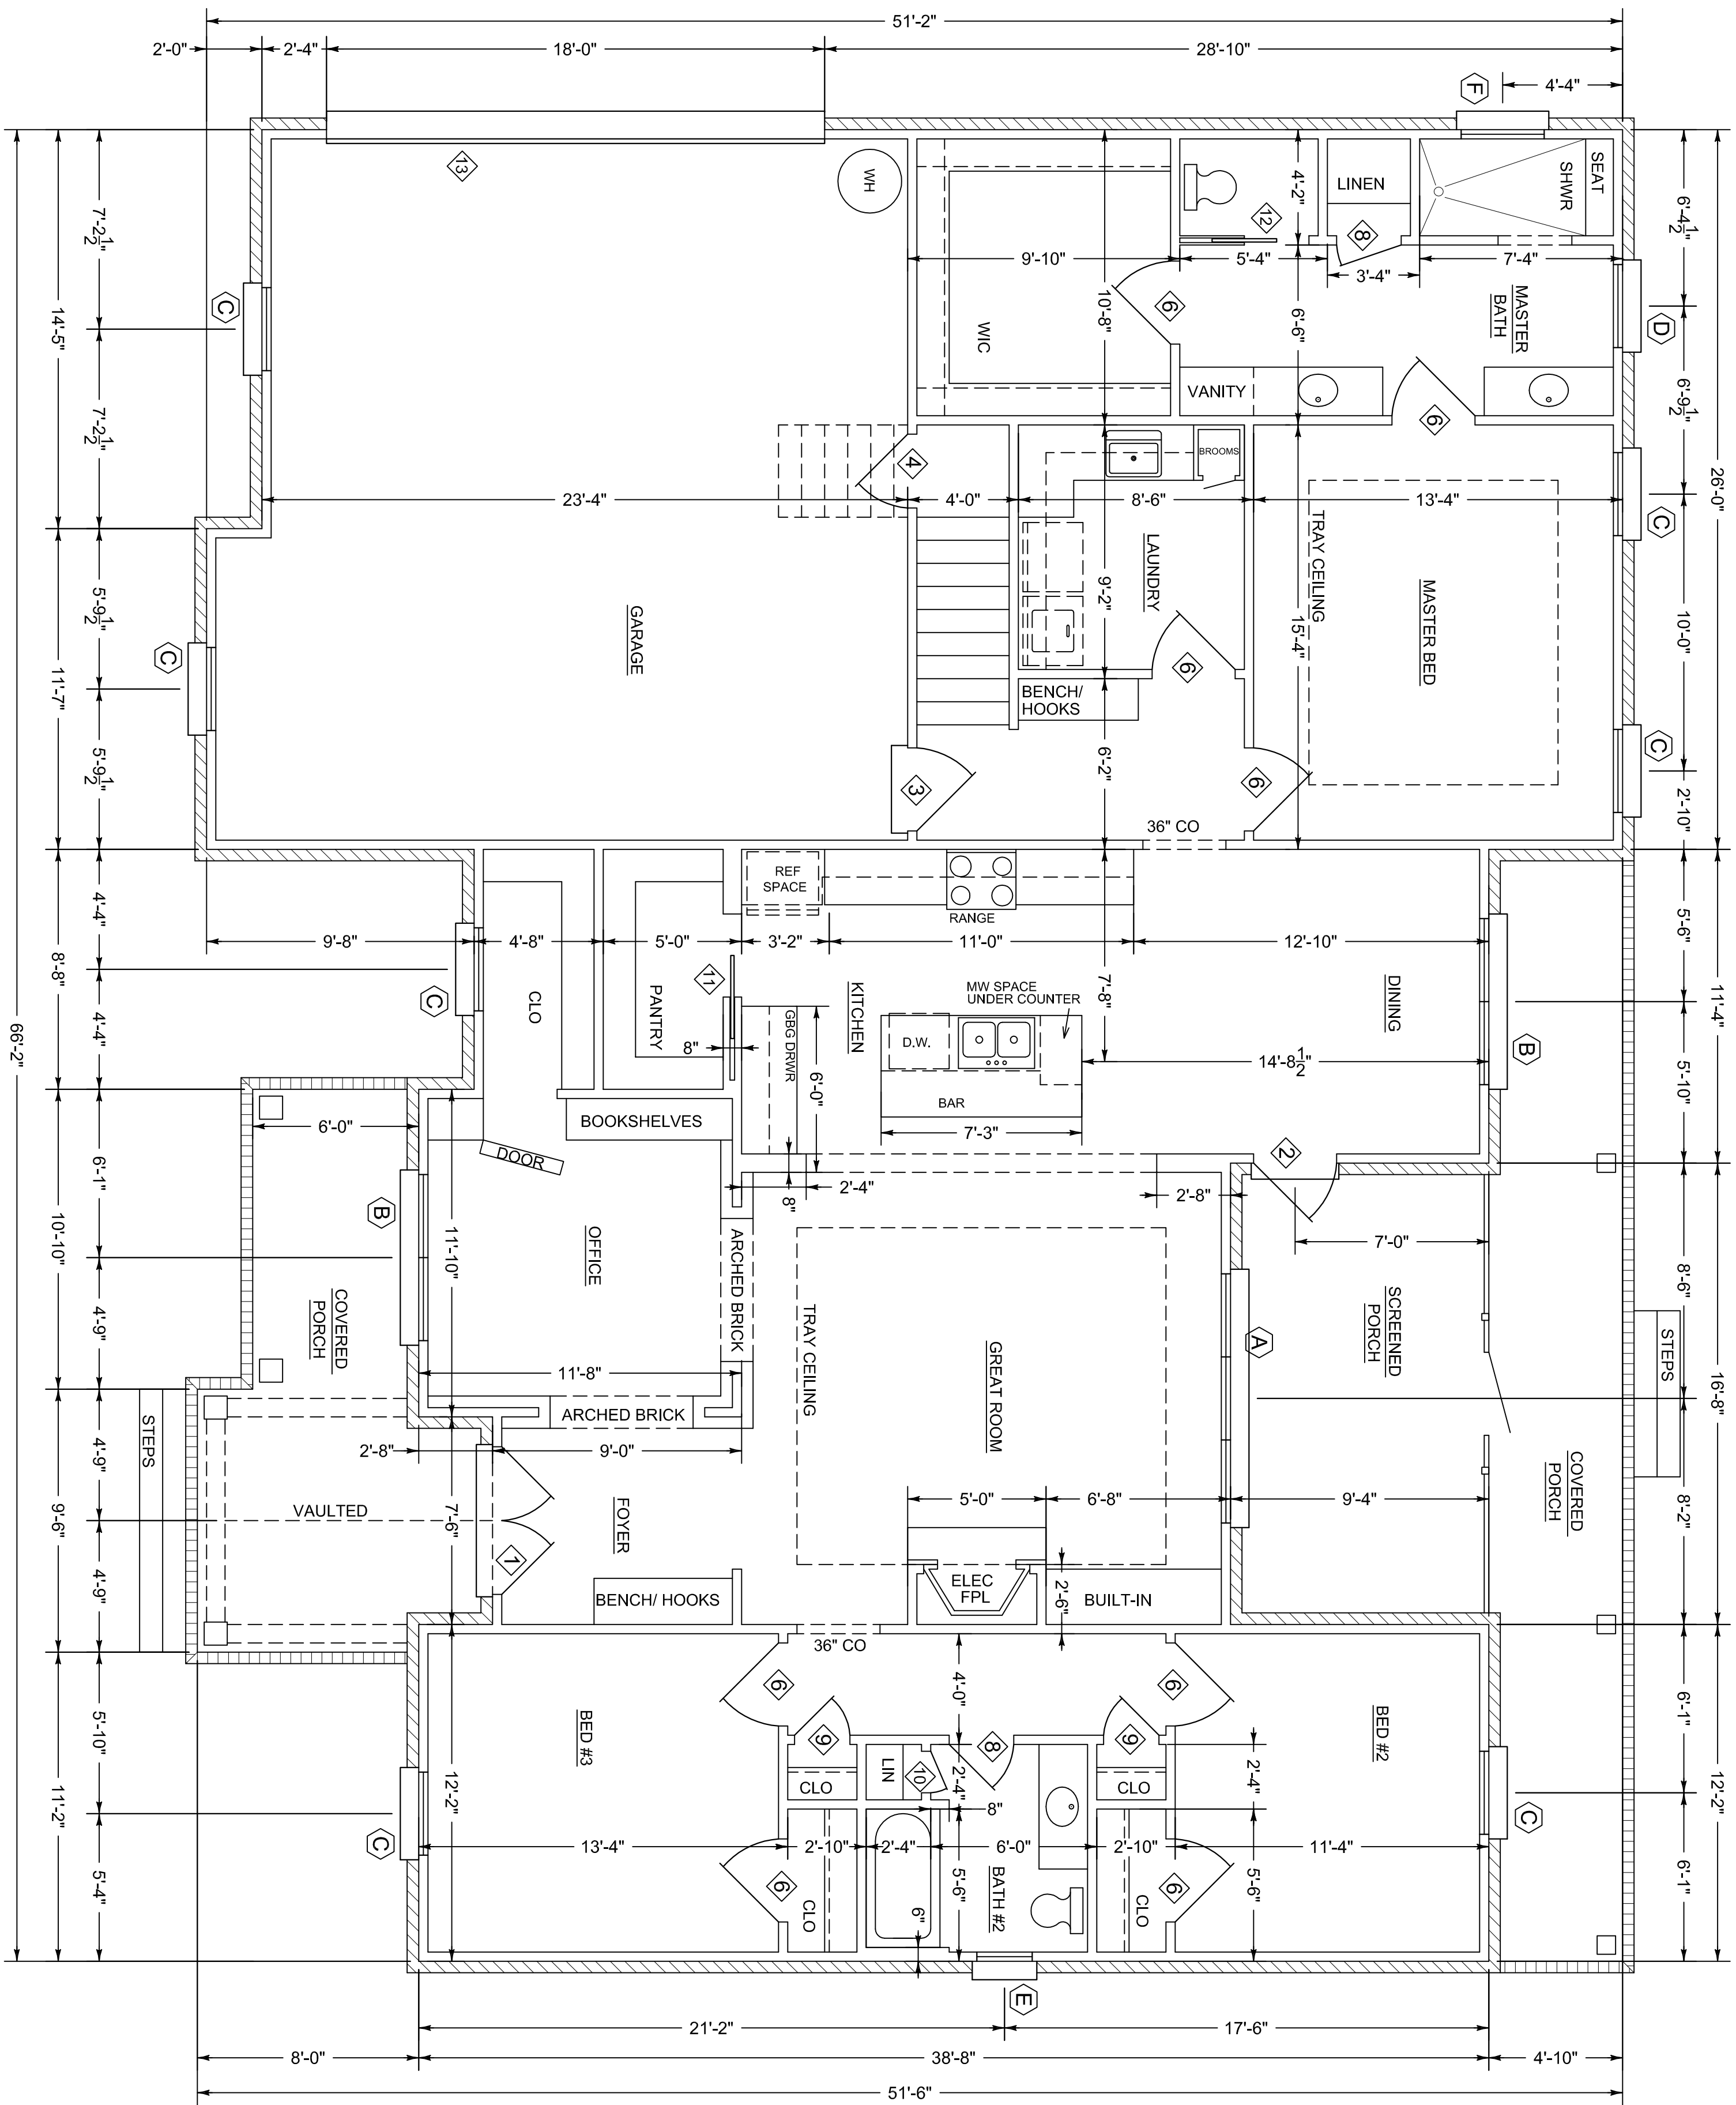 51'-2"
2'-0"
2'-4"
18'-0"
28'-10"
4'-4"
F
13
WH
4'-2"
12
LINEN
8
SHWR
SEAT
6'-4 1/2"
7'-2 1/2"
14'-5"
C
9'-10"
5'-4"
3'-4"
7'-4"
10'-8"
6'-6"
6
WIC
MASTER
BATH
D
VANITY
6
6'-9 1/2"
26'-0"
7'-2 1/2"
4
BROOMS
23'-4"
4'-0"
8'-6"
13'-4"
TRAY CEILING
C
LAUNDRY
9'-2"
15'-4"
MASTER BED
10'-0"
5'-9 1/2"
11'-7"
C
GARAGE
6
BENCH/
HOOKS
6'-2"
3
6
C
5'-9 1/2"
2'-10"
36" CO
4'-4"
8'-8"
REF
SPACE
RANGE
5'-6"
11'-4"
9'-8"
4'-8"
5'-0"
3'-2"
11'-0"
12'-10"
11
7'-8"
C
CLO
PANTRY
KITCHEN
MW SPACE
UNDER COUNTER
DINING
GBG DRWR
8"
D.W.
14'-8 1/2"
B
4'-4"
66'-2"
6'-0"
BAR
5'-10"
6'-0"
BOOKSHELVES
7'-3"
DOOR
2
6'-1"
10'-10"
2'-4"
8"
2'-8"
B
11'-10"
OFFICE
ARCHED BRICK
7'-0"
8'-6"
COVERED
PORCH
TRAY CEILING
GREAT ROOM
A
SCREENED
PORCH
STEPS
4'-9"
11'-8"
16'-8"
ARCHED BRICK
STEPS
4'-9"
9'-6"
2'-8"
9'-0"
VAULTED
7'-6"
FOYER
5'-0"
6'-8"
9'-4"
COVERED
PORCH
8'-2"
7
4'-9"
BENCH/ HOOKS
ELEC
FPL
2'-6"
BUILT-IN
36" CO
6
4'-0"
6
6'-1"
5'-10"
11'-2"
BED #3
9
8
9
BED #2
12'-2"
12'-2"
CLO
LIN
10
2'-4"
CLO
2'-4"
8"
C
C
13'-4"
2'-10"
2'-4"
6'-0"
2'-10"
11'-4"
5'-4"
6
CLO
6"
5'-6"
BATH #2
CLO
6
5'-6"
6'-1"
E
21'-2"
17'-6"
8'-0"
38'-8"
4'-10"
51'-6"